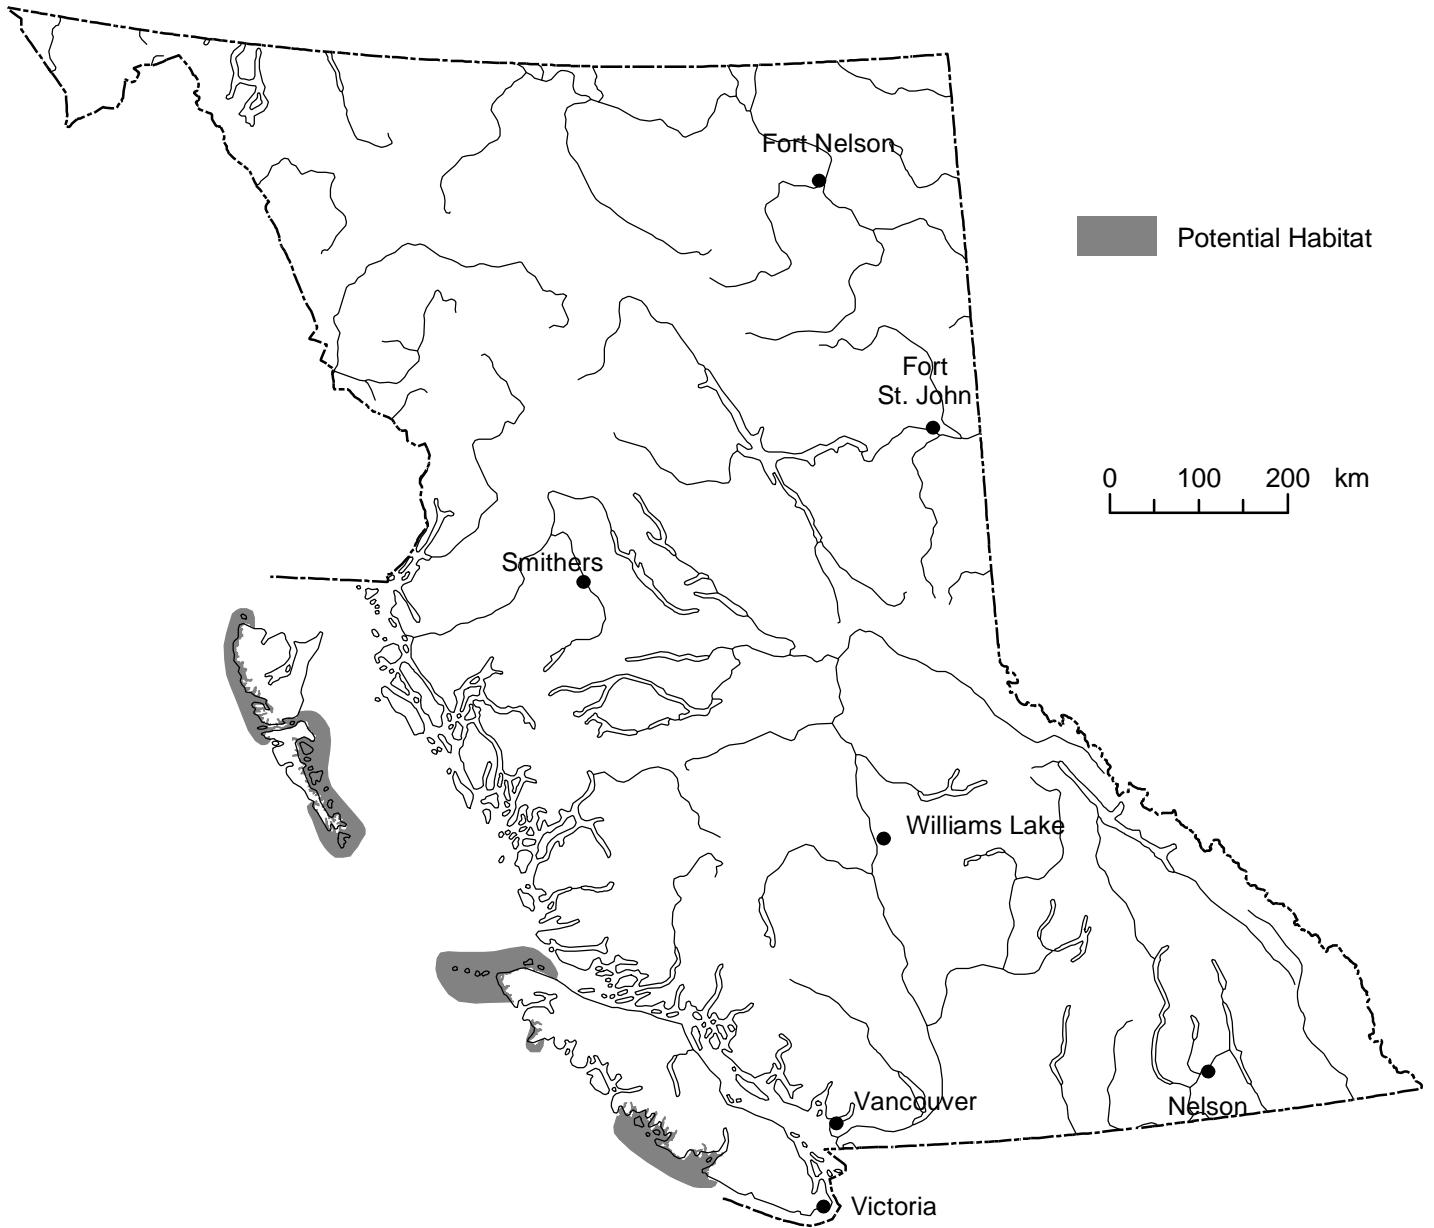 Fort Nelson
Potential Habitat
Fort
St. John
0 100 200 km
Smithers
Williams Lake
Vancouver
Nelson
Victoria